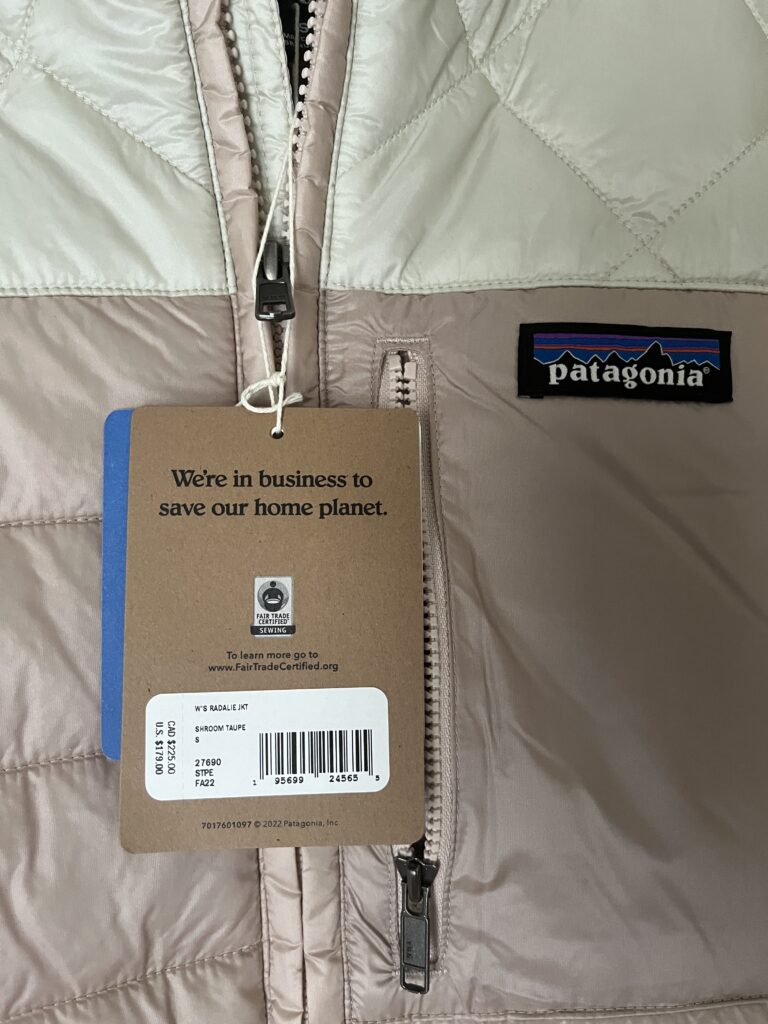 S
patagonia®
We're in business to
save our home planet.
FAIR TRADE
CERTIFIED™
SEWING
To learn more go to
www.FairTradeCertified.org
W'S RADALIE JKT
SHROOM TAUPE
S
27690
STPE
FA22
CAD $225.00
U.S. $179.00
1 95699 24565 5
7017601097 © 2022 Patagonia, Inc.
YKK